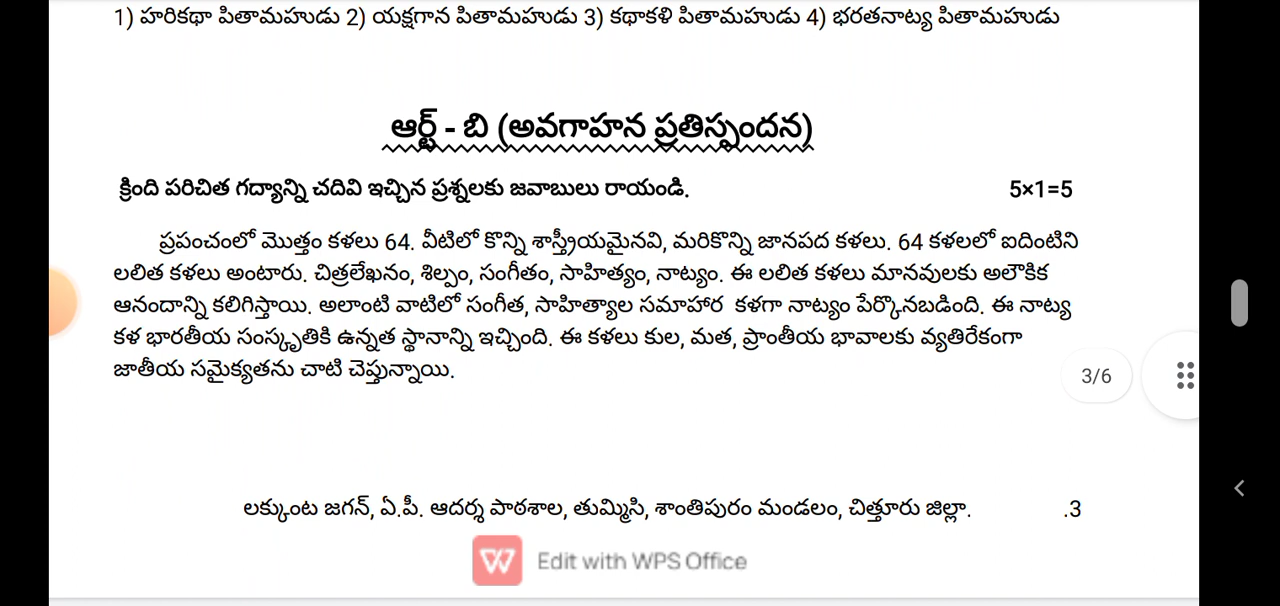 1) హరికథా పితామహుడు 2) యక్షగాన పితామహుడు 3) కథాకళి పితామహుడు 4) భరతనాట్య పితామహుడు
ఆర్ట్ - బి (అవగాహన ప్రతిస్పందన)
క్రింది పరిచిత గద్యాన్ని చదివి ఇచ్చిన ప్రశ్నలకు జవాబులు రాయండి. 5×1=5
ప్రపంచంలో మొత్తం కళలు 64. వీటిలో కొన్ని శాస్త్రీయమైనవి, మరికొన్ని జానపద కళలు. 64 కళలలో ఐదింటిని
లలిత కళలు అంటారు. చిత్రలేఖనం, శిల్పం, సంగీతం, సాహిత్యం, నాట్యం. ఈ లలిత కళలు మానవులకు అలౌకిక
ఆనందాన్ని కలిగిస్తాయి. అలాంటి వాటిలో సంగీత, సాహిత్యాల సమాహార కళగా నాట్యం పేర్కొనబడింది. ఈ నాట్య
కళ భారతీయ సంస్కృతికి ఉన్నత స్థానాన్ని ఇచ్చింది. ఈ కళలు కుల, మత, ప్రాంతీయ భావాలకు వ్యతిరేకంగా
జాతీయ సమైక్యతను చాటి చెప్తున్నాయి.
3/6
లక్కుంట జగన్, ఏ.పీ. ఆదర్శ పాఠశాల, తుమ్మిసి, శాంతిపురం మండలం, చిత్తూరు జిల్లా. .3
Edit with WPS Office